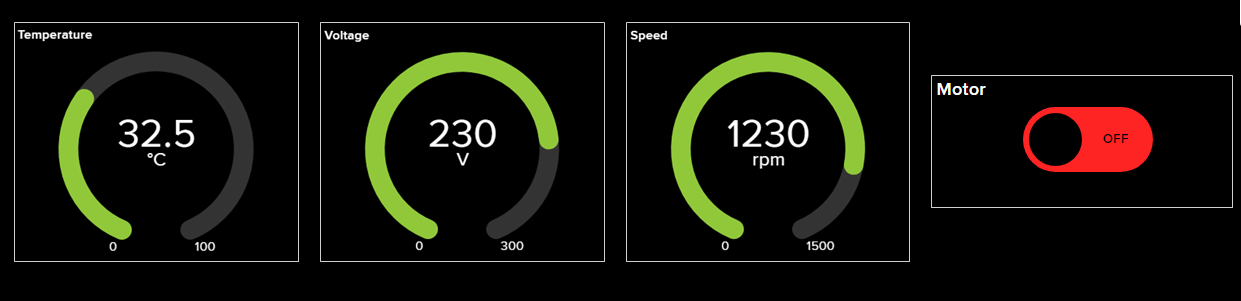 Temperature
32.5
°C
0
100
Voltage
230
V
0
300
Speed
1230
rpm
0
1500
Motor
OFF